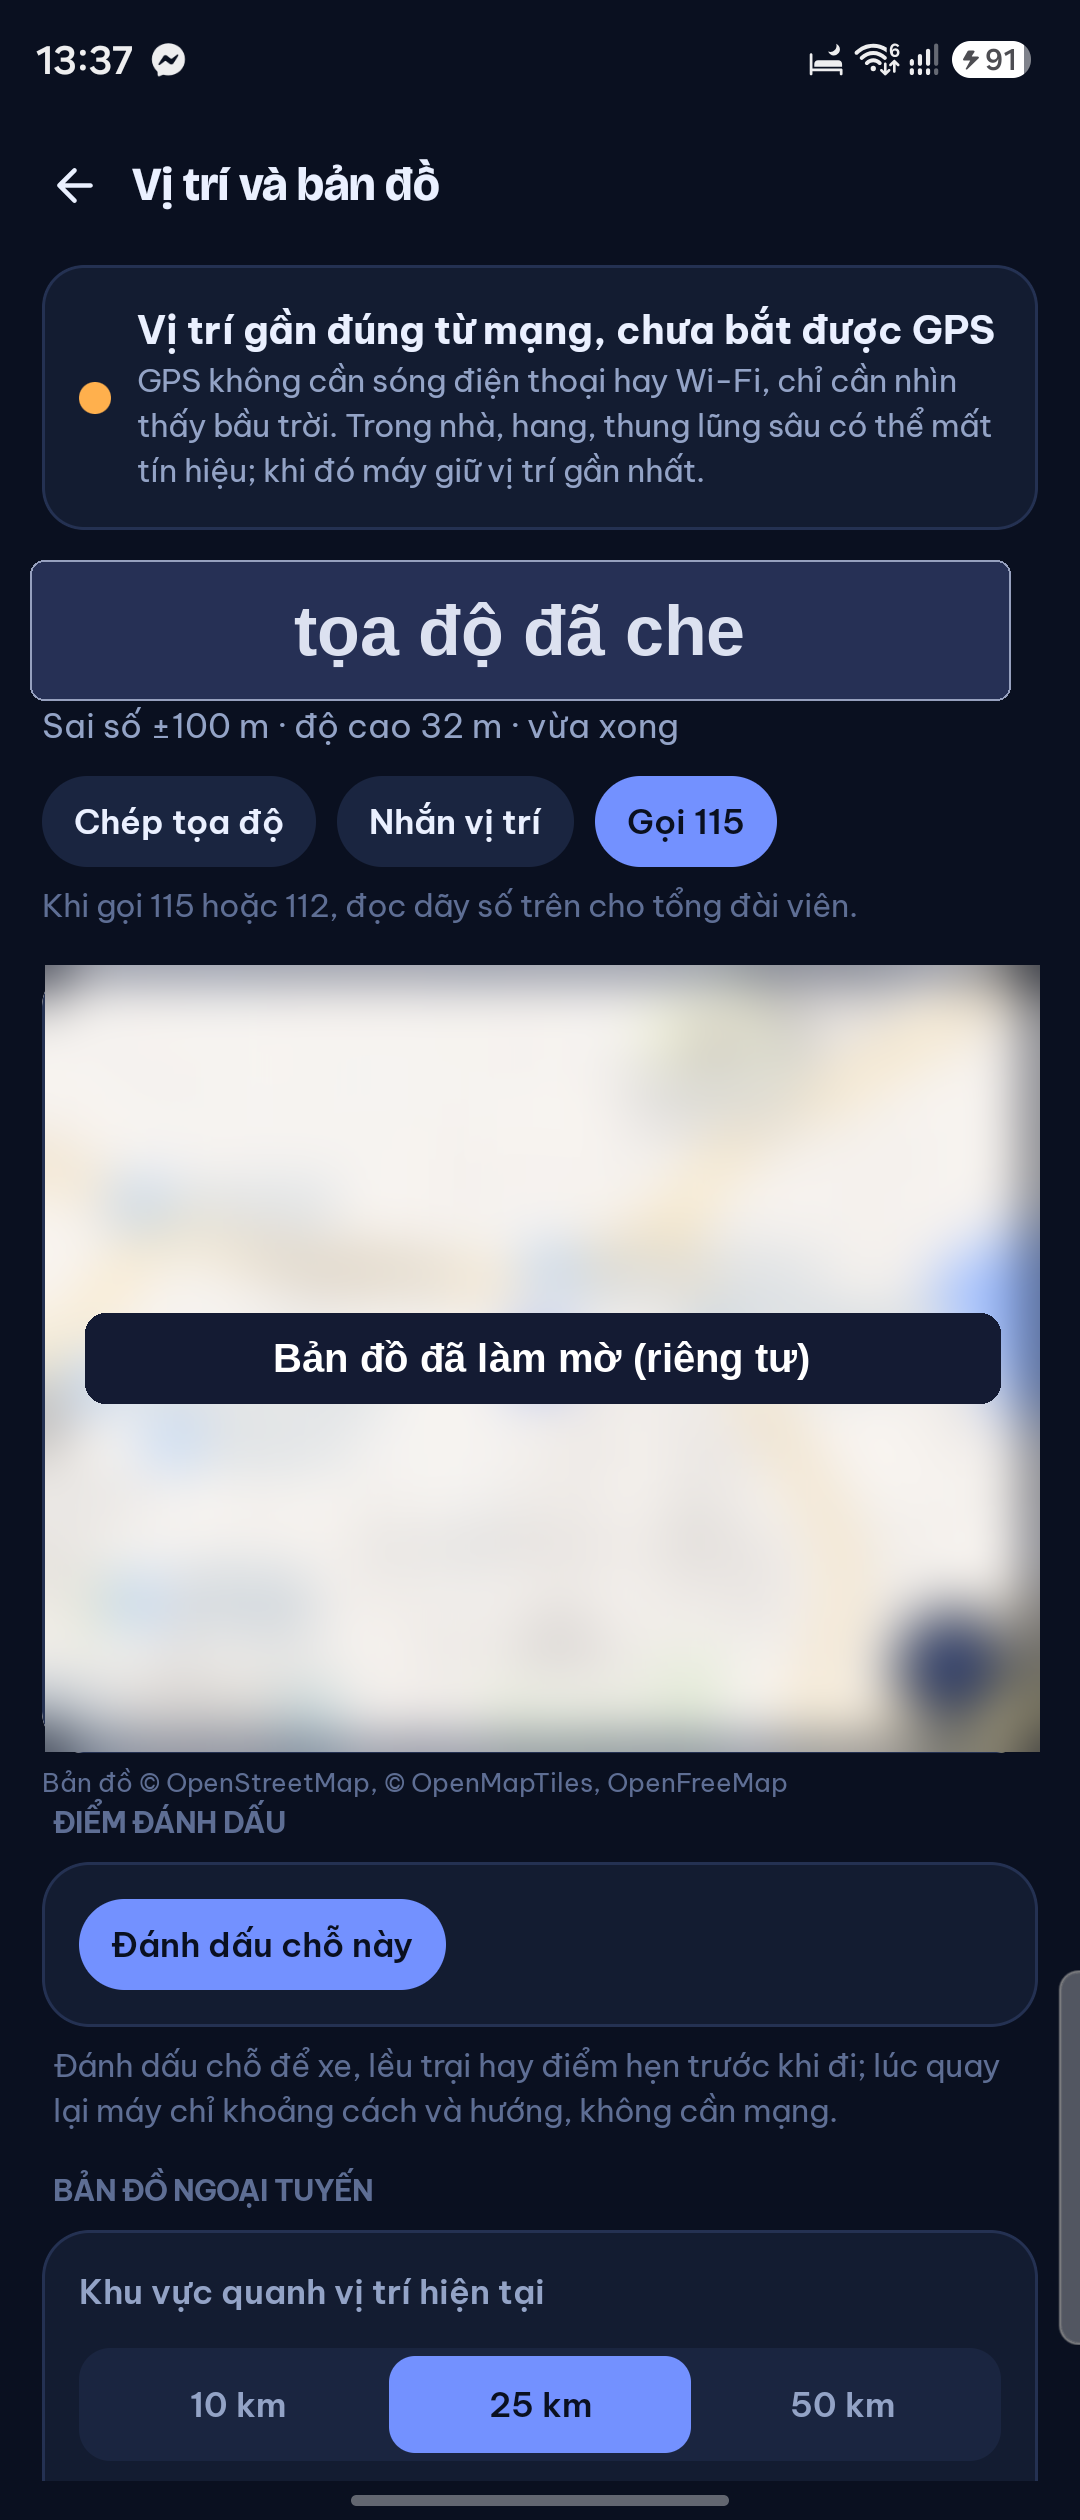 13:37
6
91
Vị trí và bản đồ
Vị trí gần đúng từ mạng, chưa bắt được GPS
GPS không cần sóng điện thoại hay Wi-Fi, chỉ cần nhìn
thấy bầu trời. Trong nhà, hang, thung lũng sâu có thể mất
tín hiệu; khi đó máy giữ vị trí gần nhất.
tọa độ đã che
Sai số ±100 m · độ cao 32 m · vừa xong
Chép tọa độ
Nhắn vị trí
Gọi 115
Khi gọi 115 hoặc 112, đọc dãy số trên cho tổng đài viên.
Bản đồ đã làm mờ (riêng tư)
Bản đồ © OpenStreetMap, © OpenMapTiles, OpenFreeMap
ĐIỂM ĐÁNH DẤU
Đánh dấu chỗ này
Đánh dấu chỗ để xe, lều trại hay điểm hẹn trước khi đi; lúc quay
lại máy chỉ khoảng cách và hướng, không cần mạng.
BẢN ĐỒ NGOẠI TUYẾN
Khu vực quanh vị trí hiện tại
10 km
25 km
50 km